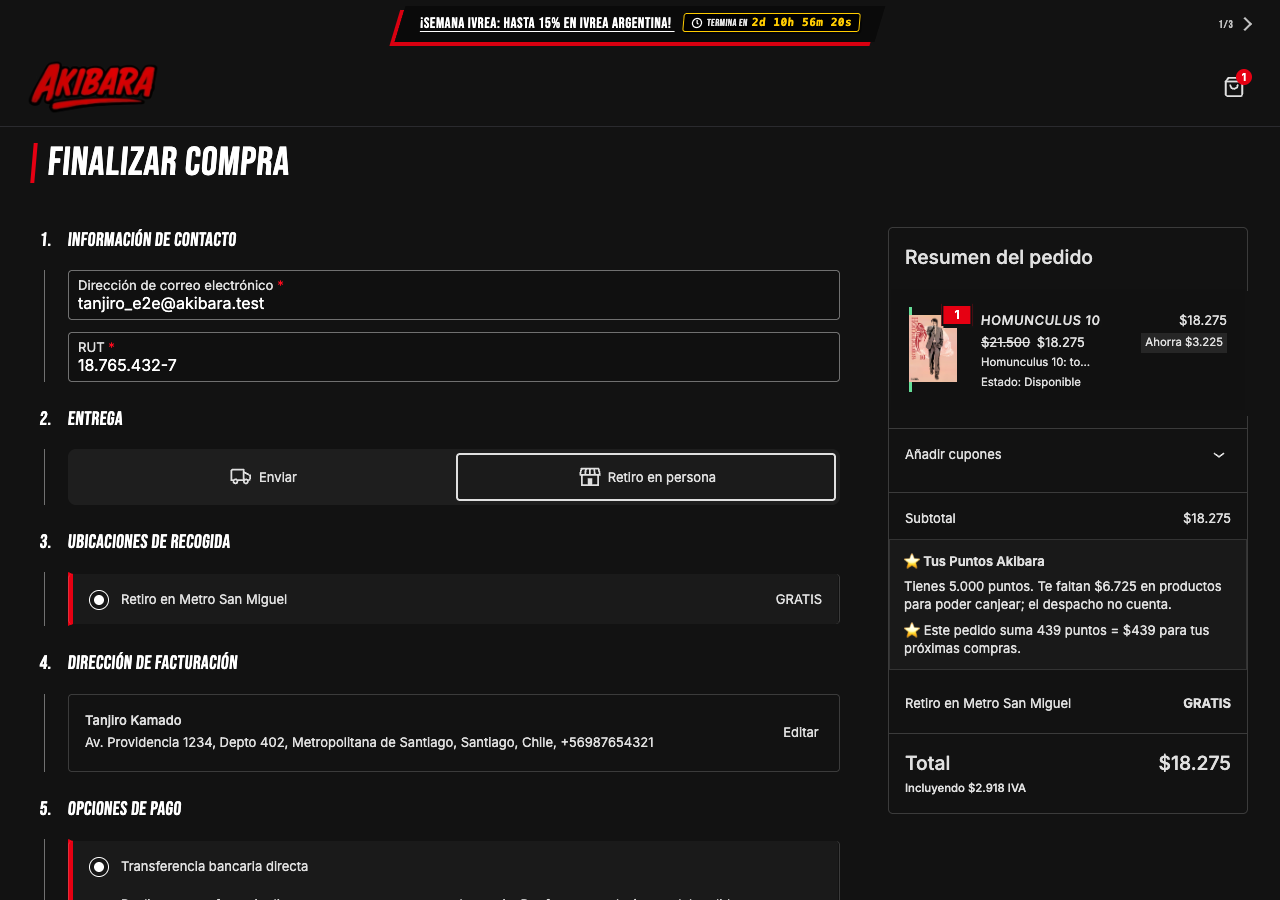 ¡SEMANA IVREA: HASTA 15% EN IVREA ARGENTINA! TERMINA EN 2d 10h 56m 20s
1/3
AKIBARA
1
FINALIZAR COMPRA
1. INFORMACIÓN DE CONTACTO
Dirección de correo electrónico *
tanjiro_e2e@akibara.test
RUT *
18.765.432-7
2. ENTREGA
Enviar
Retiro en persona
3. UBICACIONES DE RECOGIDA
Retiro en Metro San Miguel GRATIS
4. DIRECCIÓN DE FACTURACIÓN
Tanjiro Kamado
Av. Providencia 1234, Depto 402, Metropolitana de Santiago, Santiago, Chile, +56987654321
Editar
5. OPCIONES DE PAGO
Transferencia bancaria directa
Resumen del pedido
1
HOMUNCULUS 10 $18.275
$21.500 $18.275 Ahorra $3.225
Homunculus 10: to...
Estado: Disponible
Añadir cupones
Subtotal $18.275
⭐ Tus Puntos Akibara
Tienes 5.000 puntos. Te faltan $6.725 en productos
para poder canjear; el despacho no cuenta.
⭐ Este pedido suma 439 puntos = $439 para tus
próximas compras.
Retiro en Metro San Miguel GRATIS
Total $18.275
Incluyendo $2.918 IVA